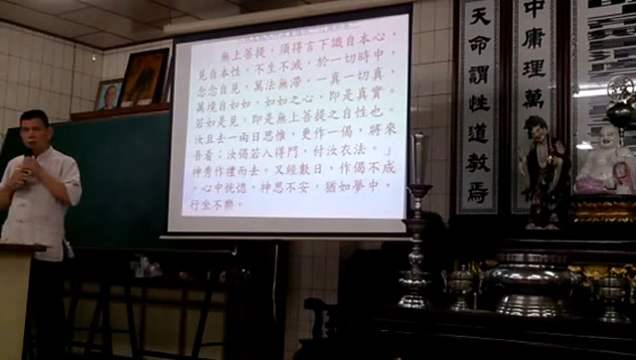 無上菩提,須得言下識自本心,
見自本性,不生不滅,於一切時中,
念念自見,萬法無滯,一真一切真,
萬境自如如,如如之心,即是真實。
若如是見,即是無上菩提之自性也。
汝且去一兩日思惟,更作一偈,將來
吾看;汝偈若入得門,付汝衣法。」
神秀作禮而去。又經數日,作偈不成
。心中恍惚,神思不安,猶如夢中,
行坐不樂。
中庸理萬
天命謂性道教焉